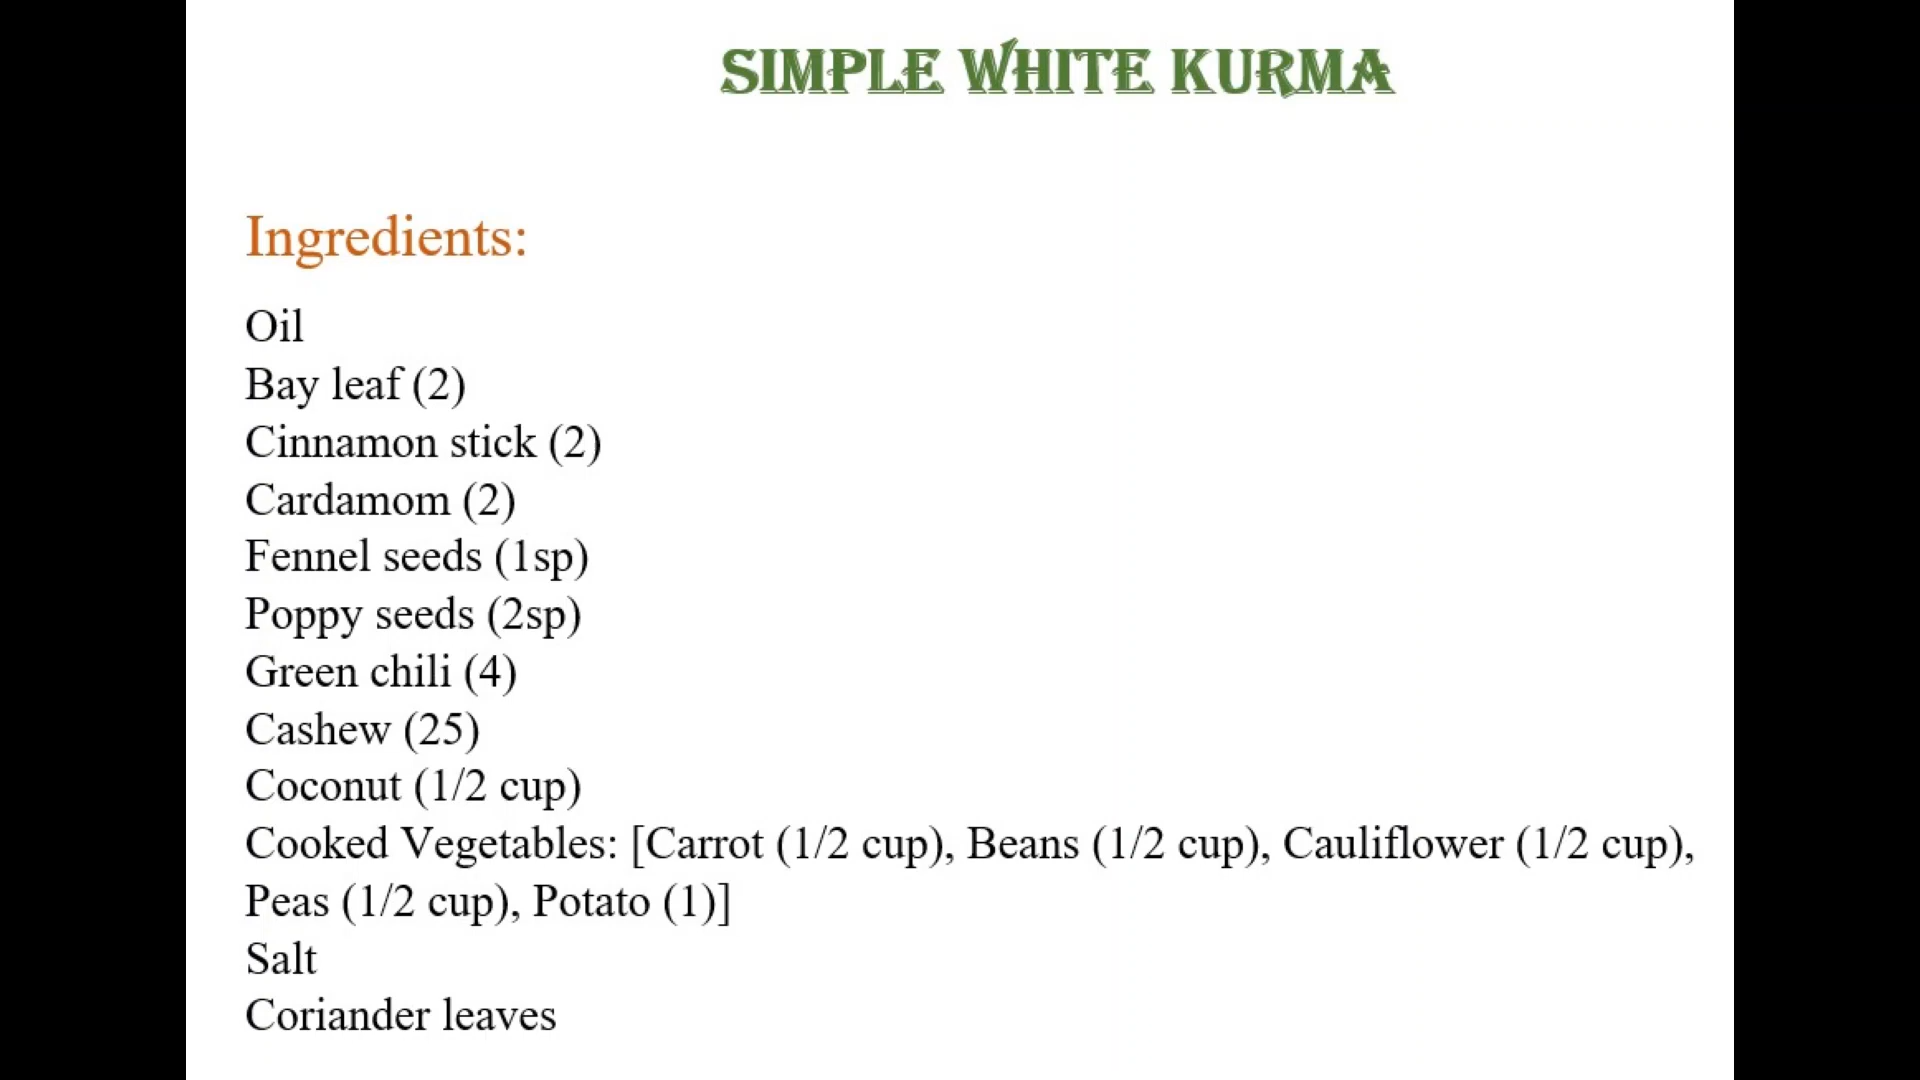 SIMPLE WHITE KURMA
Ingredients:
Oil
Bay leaf (2)
Cinnamon stick (2)
Cardamom (2)
Fennel seeds (1sp)
Poppy seeds (2sp)
Green chili (4)
Cashew (25)
Coconut (1/2 cup)
Cooked Vegetables: [Carrot (1/2 cup), Beans (1/2 cup), Cauliflower (1/2 cup),
Peas (1/2 cup), Potato (1)]
Salt
Coriander leaves